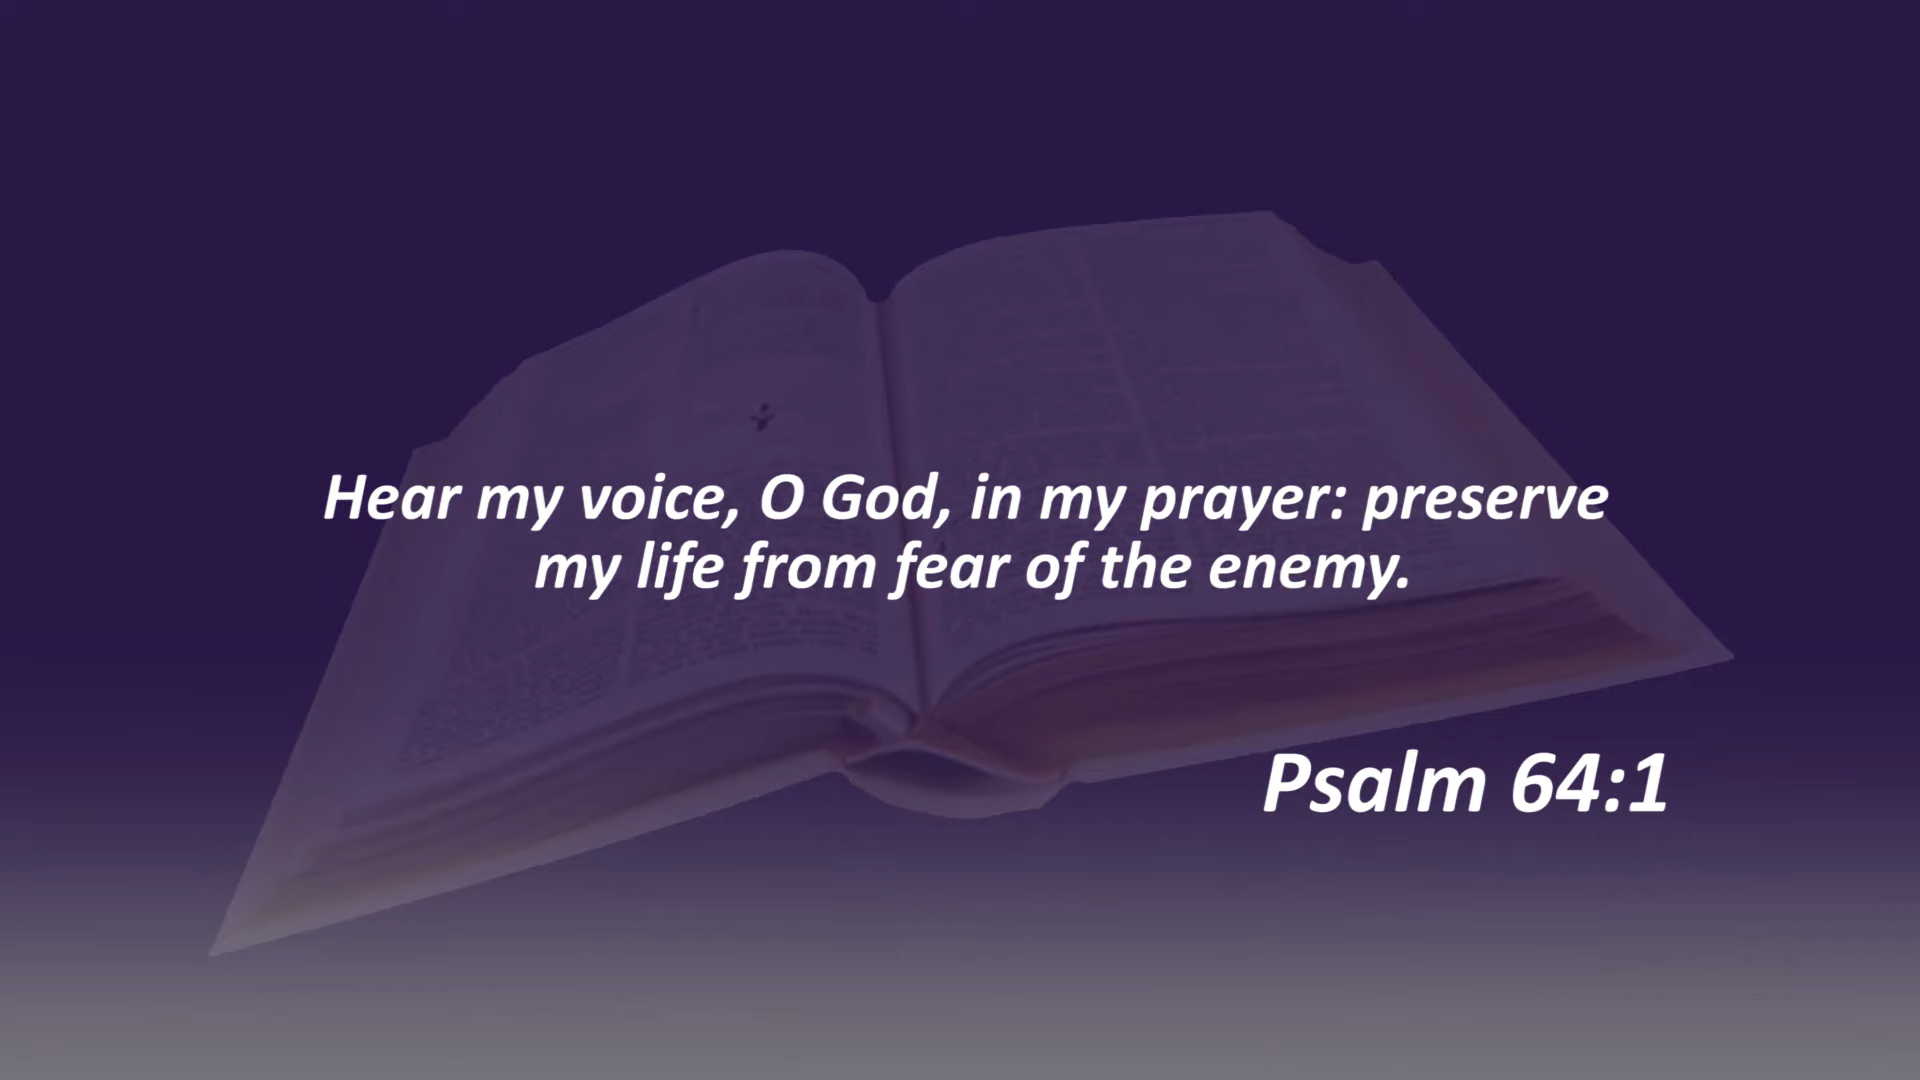 Hear my voice, O God, in my prayer: preserve
my life from fear of the enemy.
Psalm 64:1